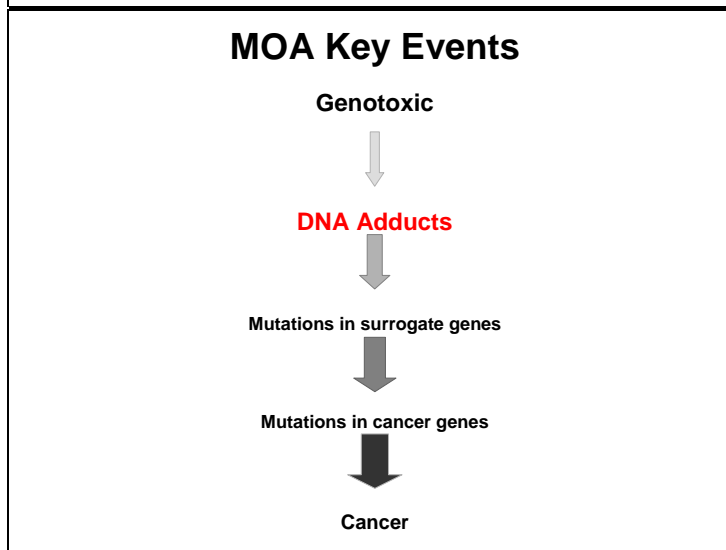 MOA Key Events
Genotoxic
DNA Adducts
Mutations in surrogate genes
Mutations in cancer genes
Cancer